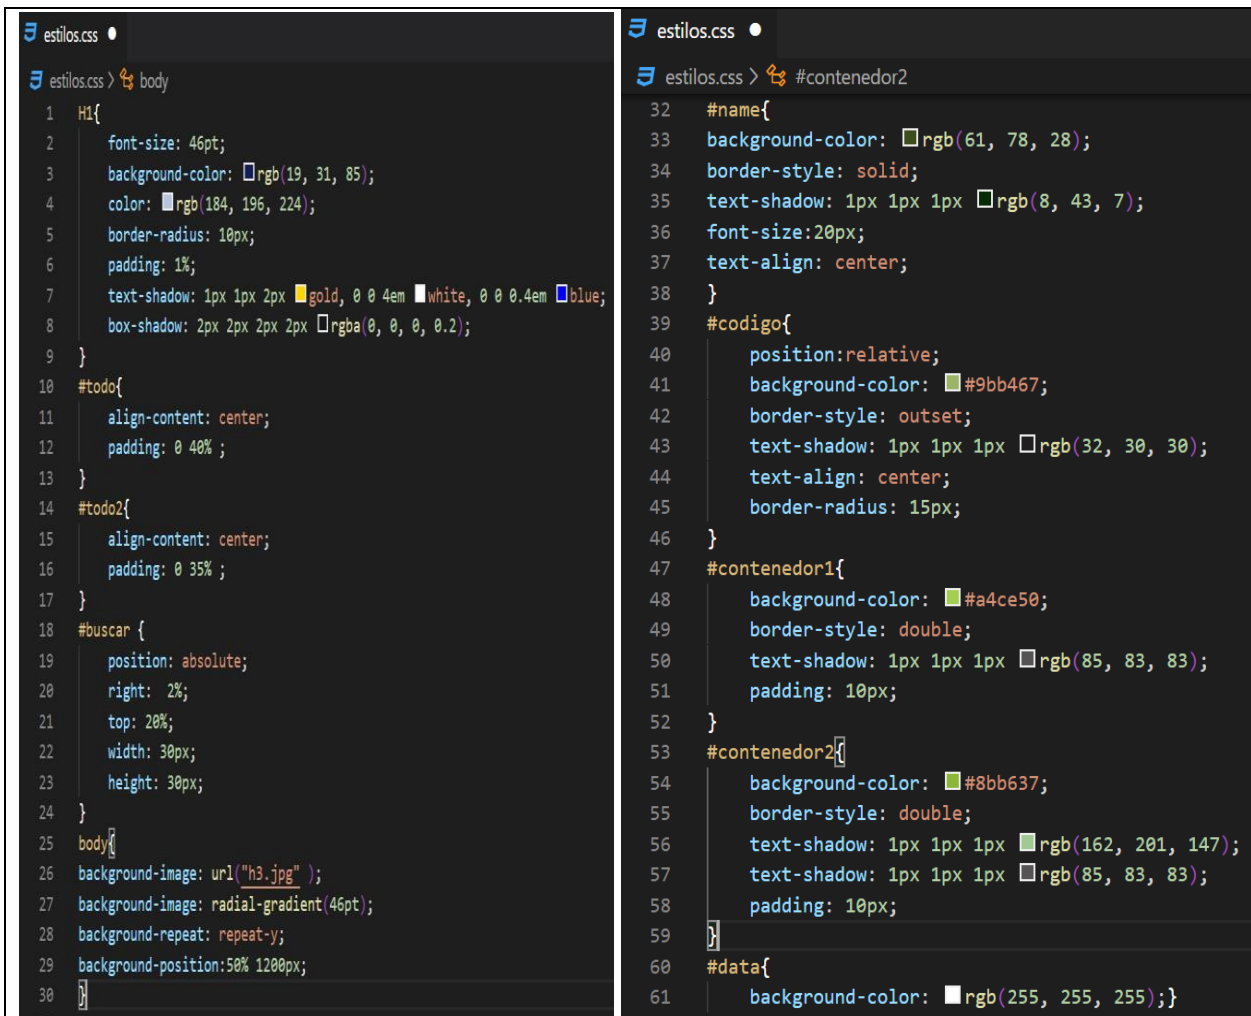 estilos.css
estilos.css > body
1 H1{
2 font-size: 46pt;
3 background-color: rgb(19, 31, 85);
4 color: rgb(184, 196, 224);
5 border-radius: 10px;
6 padding: 1%;
7 text-shadow: 1px 1px 2px gold, 0 0 4em white, 0 0 0.4em blue;
8 box-shadow: 2px 2px 2px 2px rgba(0, 0, 0, 0.2);
9 }
10 #todo{
11 align-content: center;
12 padding: 0 40% ;
13 }
14 #todo2{
15 align-content: center;
16 padding: 0 35% ;
17 }
18 #buscar {
19 position: absolute;
20 right:  2%;
21 top: 20%;
22 width: 30px;
23 height: 30px;
24 }
25 body{
26 background-image: url("h3.jpg" );
27 background-image: radial-gradient(46pt);
28 background-repeat: repeat-y;
29 background-position:50% 1200px;
30 }
estilos.css
estilos.css > #contenedor2
32 #name{
33 background-color: rgb(61, 78, 28);
34 border-style: solid;
35 text-shadow: 1px 1px 1px rgb(8, 43, 7);
36 font-size:20px;
37 text-align: center;
38 }
39 #codigo{
40 position:relative;
41 background-color: #9bb467;
42 border-style: outset;
43 text-shadow: 1px 1px 1px rgb(32, 30, 30);
44 text-align: center;
45 border-radius: 15px;
46 }
47 #contenedor1{
48 background-color: #a4ce50;
49 border-style: double;
50 text-shadow: 1px 1px 1px rgb(85, 83, 83);
51 padding: 10px;
52 }
53 #contenedor2{
54 background-color: #8bb637;
55 border-style: double;
56 text-shadow: 1px 1px 1px rgb(162, 201, 147);
57 text-shadow: 1px 1px 1px rgb(85, 83, 83);
58 padding: 10px;
59 }
60 #data{
61 background-color: rgb(255, 255, 255);}